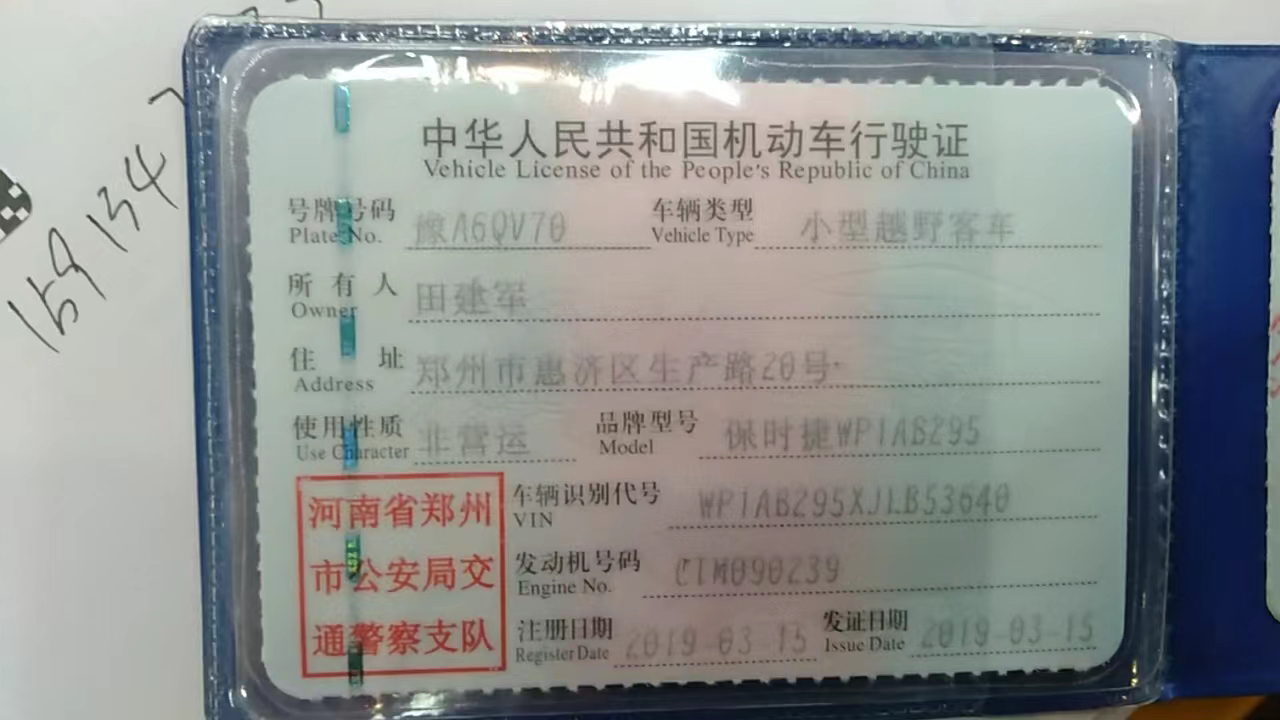 中华人民共和国机动车行驶证
Vehicle License of the People's Republic of China
号牌号码 豫A6QV70 车辆类型 小型越野客车
Plate No. Vehicle Type
所有人 田建军
Owner
住址 郑州市惠济区生产路20号
Address
使用性质 非营运 品牌型号 保时捷WP1AB295
Use Character Model
河南省郑州
市公安局交
通警察支队
车辆识别代号 WP1AB295XJLB53640
VIN
发动机号码 CTM090239
Engine No.
注册日期 2019-03-15 发证日期 2019-03-15
Register Date Issue Date
159 134